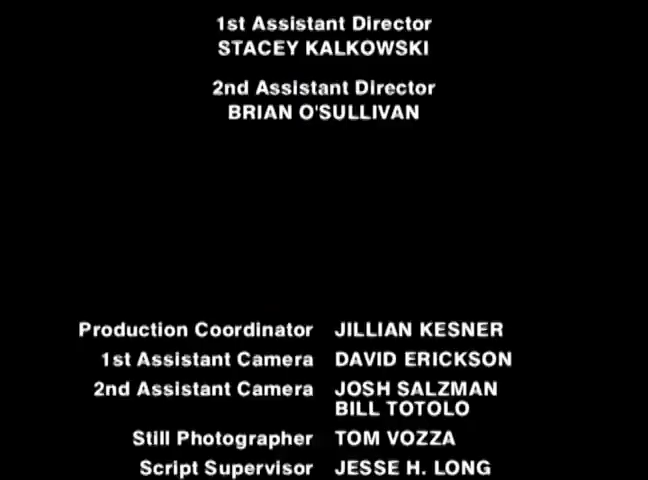 1st Assistant Director
STACEY KALKOWSKI
2nd Assistant Director
BRIAN O'SULLIVAN
Production Coordinator JILLIAN KESNER
1st Assistant Camera DAVID ERICKSON
2nd Assistant Camera JOSH SALZMAN
BILL TOTOLO
Still Photographer TOM VOZZA
Script Supervisor JESSE H. LONG